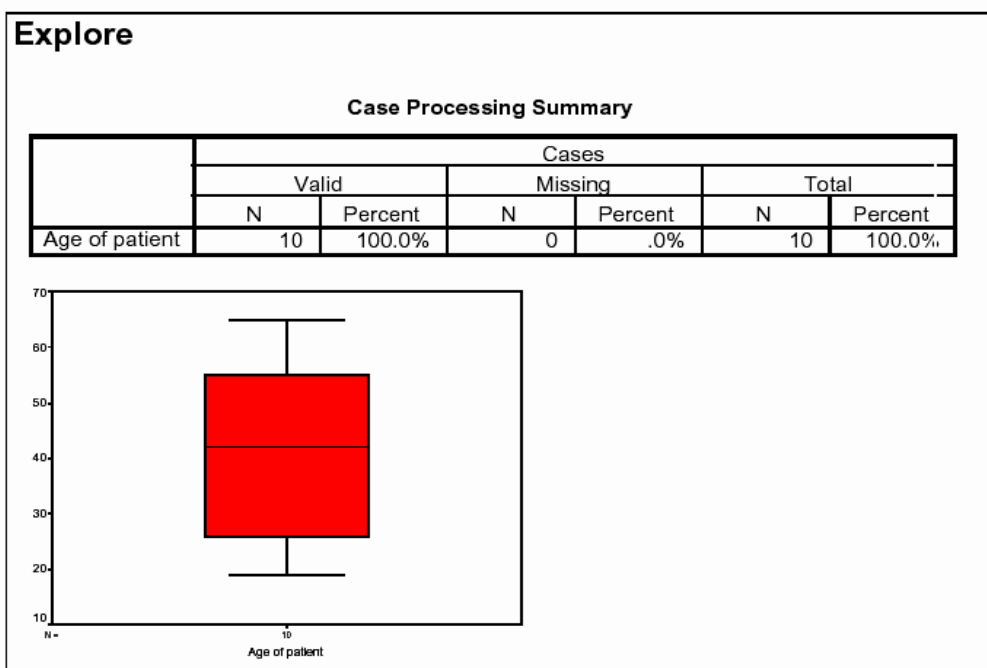 Explore
Case Processing Summary
Cases
Valid Missing Total
N Percent N Percent N Percent
Age of patient 10 100.0% 0 .0% 10 100.0%
70
60
50
40
30
20
10
N = 10
Age of patient